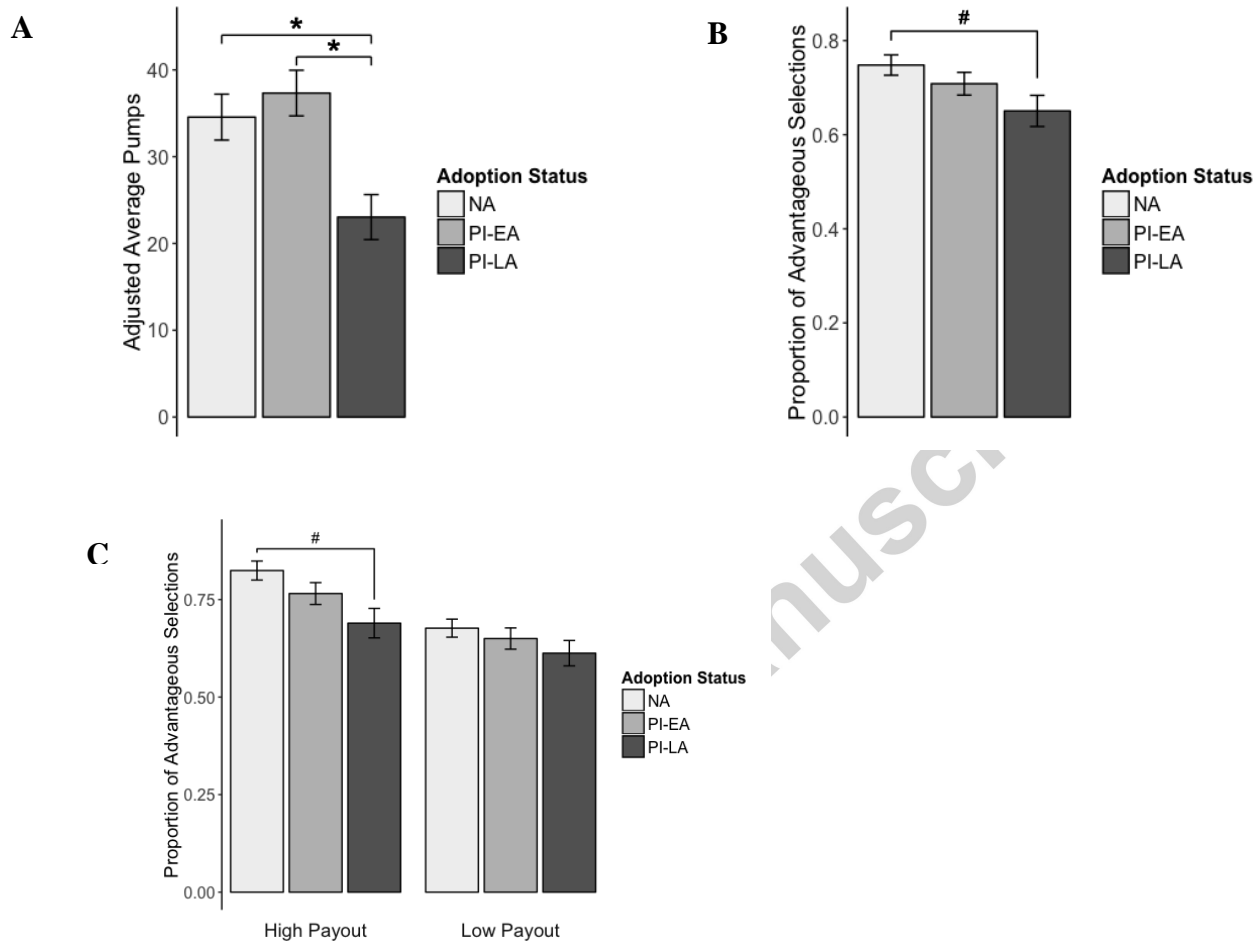 A
*
*
40
30
20
10
0
Adjusted Average Pumps
Adoption Status
NA
PI-EA
PI-LA
B
#
0.8
0.6
0.4
0.2
0.0
Proportion of Advantageous Selections
Adoption Status
NA
PI-EA
PI-LA
C
#
0.75
0.50
0.25
0.00
Proportion of Advantageous Selections
High Payout
Low Payout
Adoption Status
NA
PI-EA
PI-LA